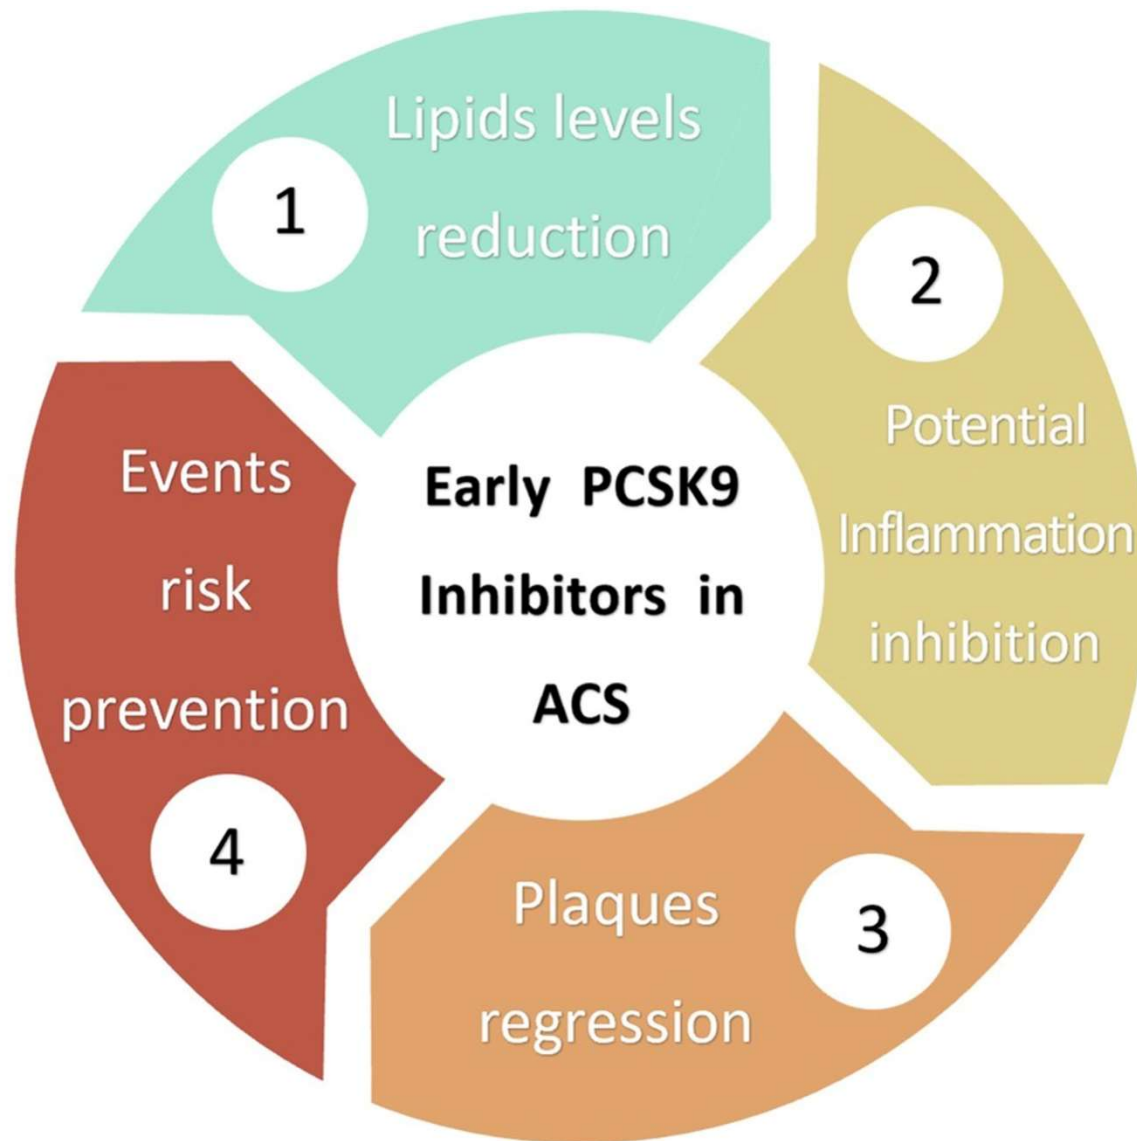 Lipids levels
reduction
1
2
Potential
Inflammation
inhibition
Early PCSK9
Inhibitors in
ACS
Plaques
regression
3
Events
risk
prevention
4